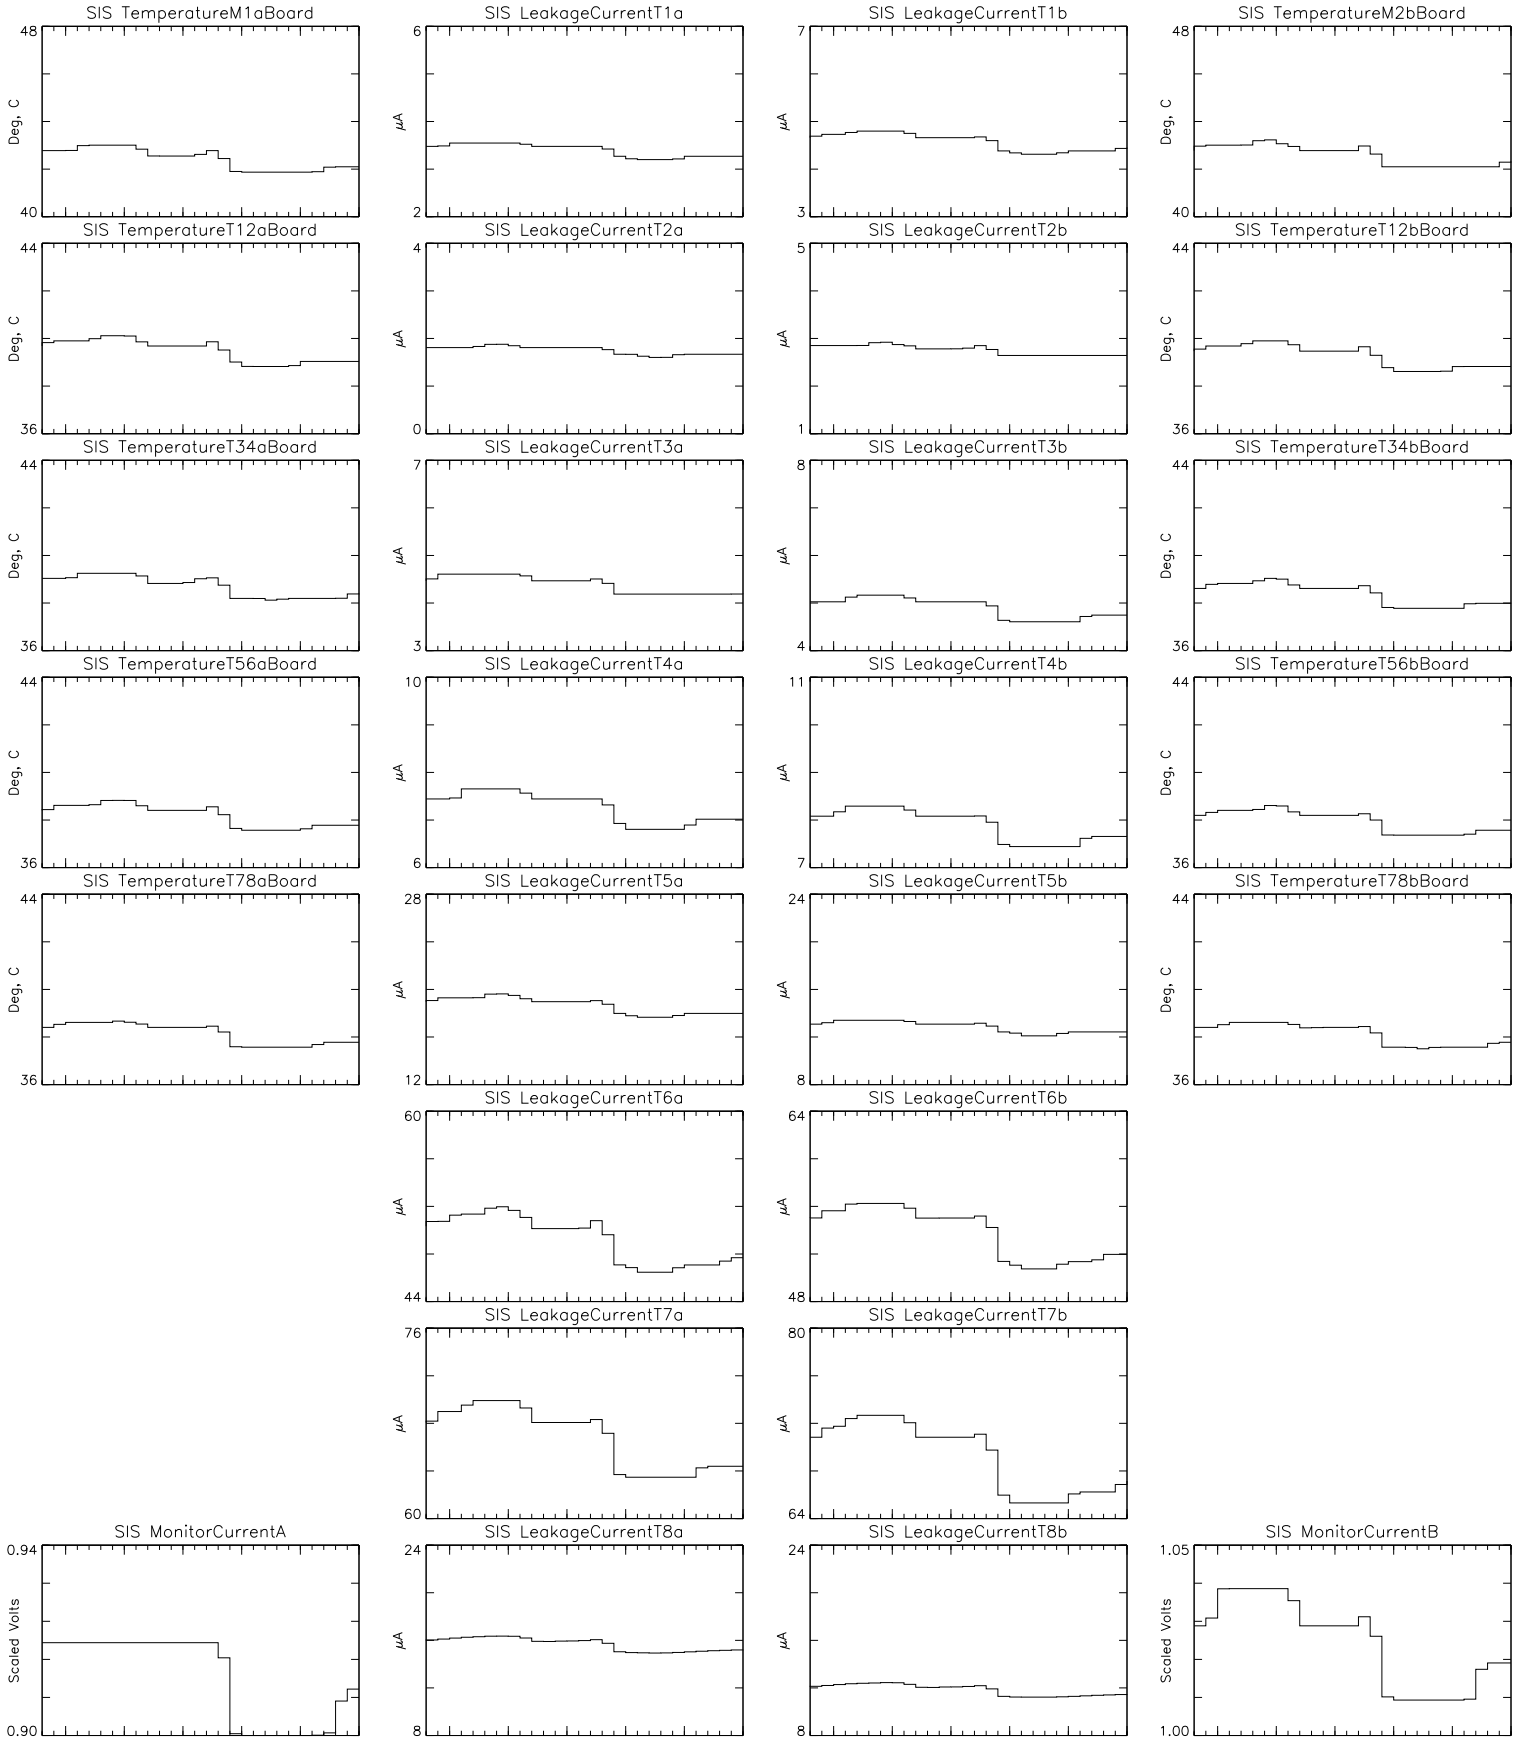 SIS TemperatureM1aBoard
48
Deg, C
40
SIS LeakageCurrentT1a
6
μA
2
SIS LeakageCurrentT1b
7
μA
3
SIS TemperatureM2bBoard
48
Deg, C
40
SIS TemperatureT12aBoard
44
Deg, C
36
SIS LeakageCurrentT2a
4
μA
0
SIS LeakageCurrentT2b
5
μA
1
SIS TemperatureT12bBoard
44
Deg, C
36
SIS TemperatureT34aBoard
44
Deg, C
36
SIS LeakageCurrentT3a
7
μA
3
SIS LeakageCurrentT3b
8
μA
4
SIS TemperatureT34bBoard
44
Deg, C
36
SIS TemperatureT56aBoard
44
Deg, C
36
SIS LeakageCurrentT4a
10
μA
6
SIS LeakageCurrentT4b
11
μA
7
SIS TemperatureT56bBoard
44
Deg, C
36
SIS TemperatureT78aBoard
44
Deg, C
36
SIS LeakageCurrentT5a
28
μA
12
SIS LeakageCurrentT5b
24
μA
8
SIS TemperatureT78bBoard
44
Deg, C
36
SIS LeakageCurrentT6a
60
μA
44
SIS LeakageCurrentT6b
64
μA
48
SIS LeakageCurrentT7a
76
μA
60
SIS LeakageCurrentT7b
80
μA
64
SIS MonitorCurrentA
0.94
Scaled Volts
0.90
SIS LeakageCurrentT8a
24
μA
8
SIS LeakageCurrentT8b
24
μA
8
SIS MonitorCurrentB
1.05
Scaled Volts
1.00